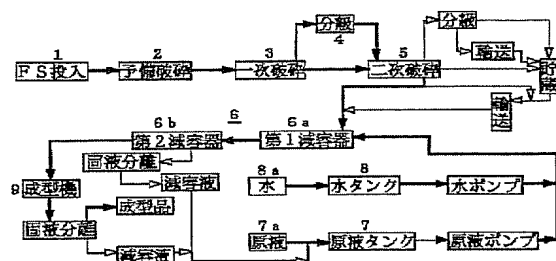 分級
分級
1
2
3
4
5
輸送
FS投入
予備破砕
一次破砕
二次破砕
貯蔵
輸送
6b
6
6a
第2減容器
第1減容器
固液分離
8a
8
9
成型機
減容液
水
水タンク
水ポンプ
成型品
固液分離
7a
7
減容液
原液
原液タンク
原液ポンプ